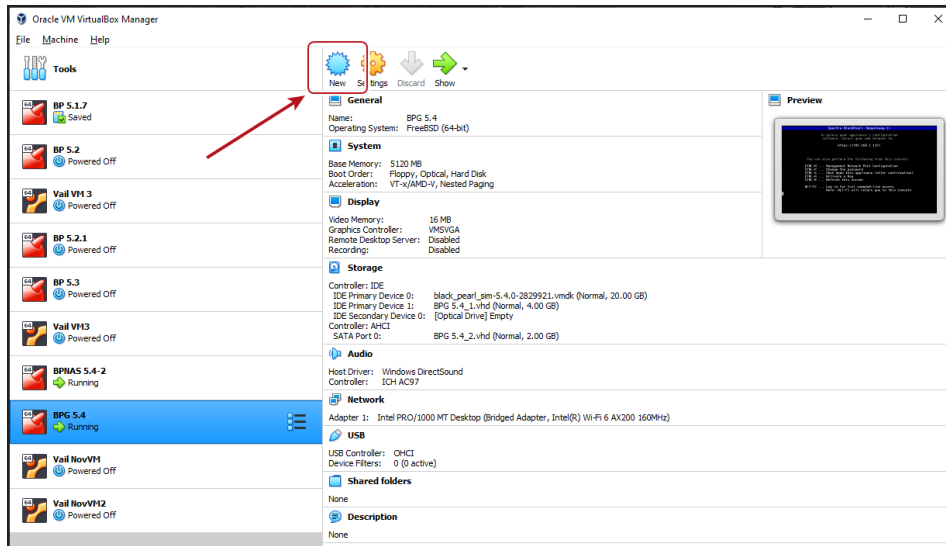 Oracle VM VirtualBox Manager
File Machine Help
Tools
New Settings Discard Show
BP 5.1.7
Saved
BP 5.2
Powered Off
Vail VM 3
Powered Off
BP 5.2.1
Powered Off
BP 5.3
Powered Off
Vail VM3
Powered Off
BPNAS 5.4-2
Running
BPG 5.4
Running
Vail NovVM
Powered Off
Vail NovVM2
Powered Off
General
Name: BPG 5.4
Operating System: FreeBSD (64-bit)
System
Base Memory: 5120 MB
Boot Order: Floppy, Optical, Hard Disk
Acceleration: VT-x/AMD-V, Nested Paging
Display
Video Memory: 16 MB
Graphics Controller: VMSVGA
Remote Desktop Server: Disabled
Recording: Disabled
Storage
Controller: IDE
IDE Primary Device 0: black_pearl_sim-5.4.0-2829921.vmdk (Normal, 20.00 GB)
IDE Primary Device 1: BPG 5.4_1.vhd (Normal, 4.00 GB)
IDE Secondary Device 0: [Optical Drive] Empty
Controller: AHCI
SATA Port 0: BPG 5.4_2.vhd (Normal, 2.00 GB)
Audio
Host Driver: Windows DirectSound
Controller: ICH AC97
Network
Adapter 1: Intel PRO/1000 MT Desktop (Bridged Adapter, Intel(R) Wi-Fi 6 AX200 160MHz)
USB
USB Controller: OHCI
Device Filters: 0 (0 active)
Shared folders
None
Description
None
Preview